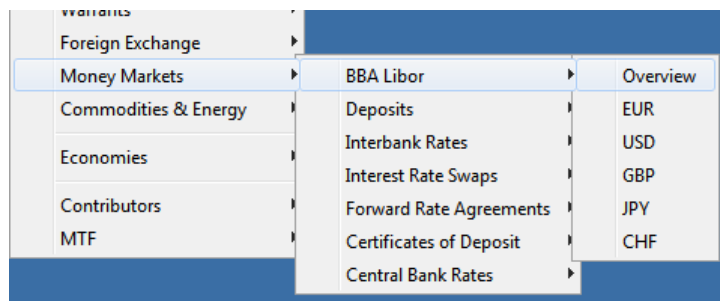 Warrants
Foreign Exchange
Money Markets
Commodities & Energy
Economies
Contributors
MTF
BBA Libor
Deposits
Interbank Rates
Interest Rate Swaps
Forward Rate Agreements
Certificates of Deposit
Central Bank Rates
Overview
EUR
USD
GBP
JPY
CHF